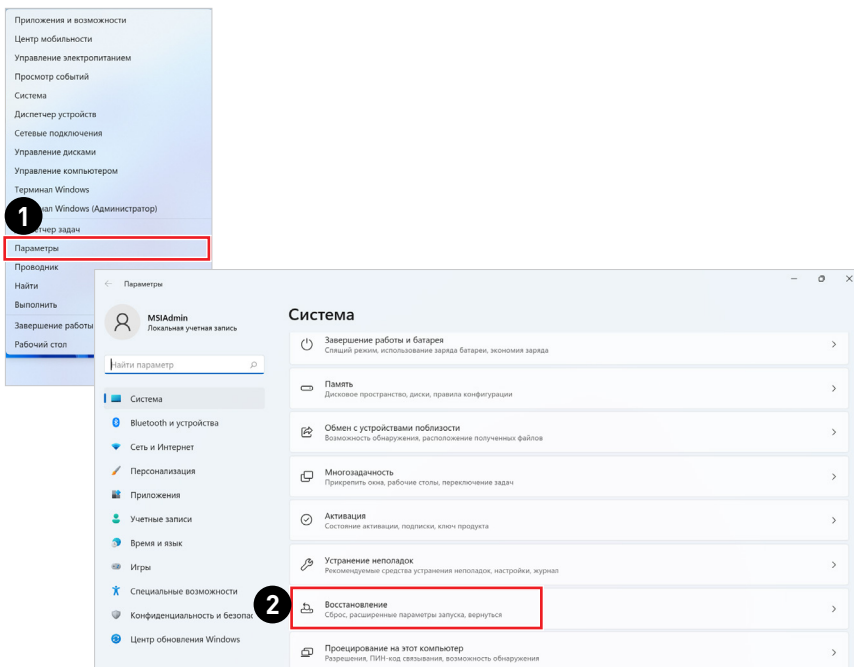 Приложения и возможности
Центр мобильности
Управление электропитанием
Просмотр событий
Система
Диспетчер устройств
Сетевые подключения
Управление дисками
Управление компьютером
Терминал Windows
Windows (Администратор)
1
задач
Параметры
Проводник
Найти
Выполнить
Завершение работы
Рабочий стол
Параметры
MSIAdmin
Локальная учетная запись
Найти параметр
Система
Bluetooth и устройства
Сеть и Интернет
Персонализация
Приложения
Учетные записи
Время и язык
Игры
Специальные возможности
Конфиденциальность и безопас
Центр обновления Windows
Система
Завершение работы и батарея
Спящий режим, использование заряда батареи, экономия заряда
Память
Дисковое пространство, диски, правила конфигурации
Обмен с устройствами поблизости
Возможность обнаружения, расположение полученных файлов
Многозадачность
Прикрепить окна, рабочие столы, переключение задач
Активация
Состояние активации, подписки, ключ продукта
Устранение неполадок
Рекомендуемые средства устранения неполадок, настройки, журнал
2
Восстановление
Сброс, расширенные параметры запуска, вернуться
Проецирование на этот компьютер
Разрешения, ПИН-код связывания, возможность обнаружения